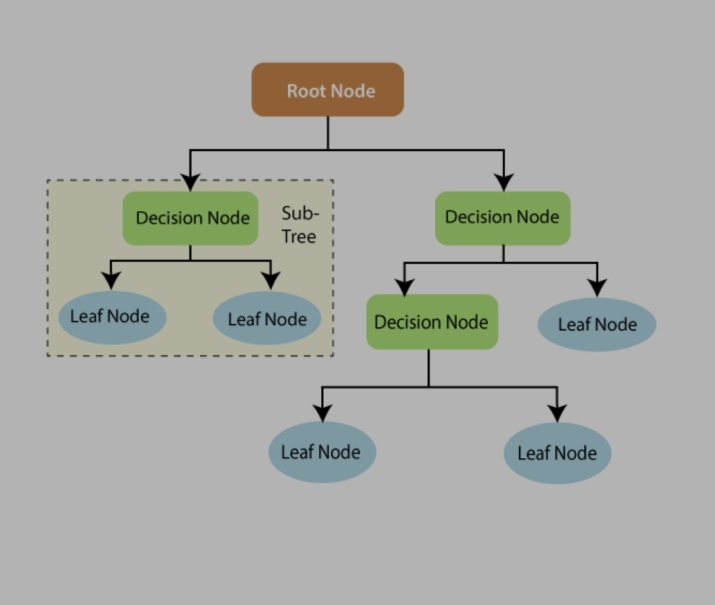 Root Node
Decision Node
Sub-
Tree
Decision Node
Leaf Node
Leaf Node
Decision Node
Leaf Node
Leaf Node
Leaf Node